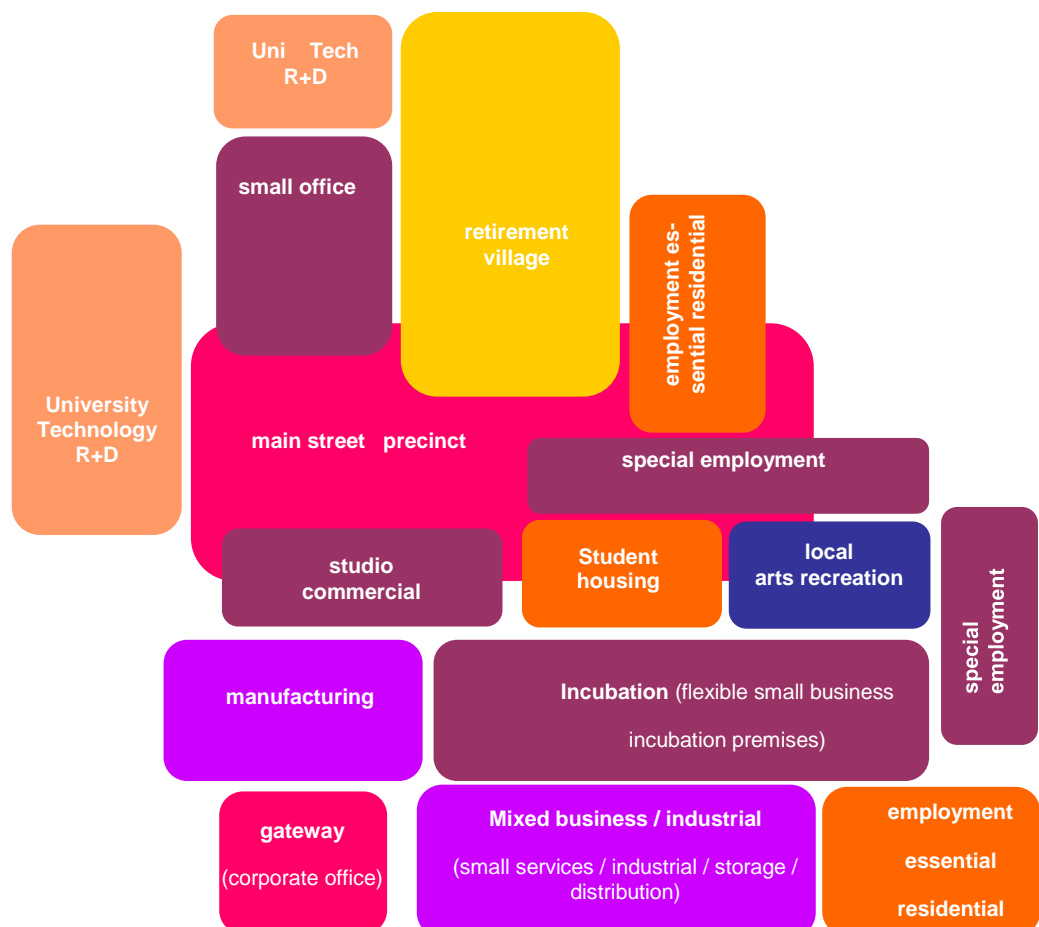 Uni Tech
R+D
small office
retirement
village
employment es-
sential residential
University
Technology
R+D
main street precinct
special employment
studio
commercial
Student
housing
local
arts recreation
special
employment
manufacturing
Incubation (flexible small business
incubation premises)
gateway
(corporate office)
Mixed business / industrial
(small services / industrial / storage /
distribution)
employment
essential
residential